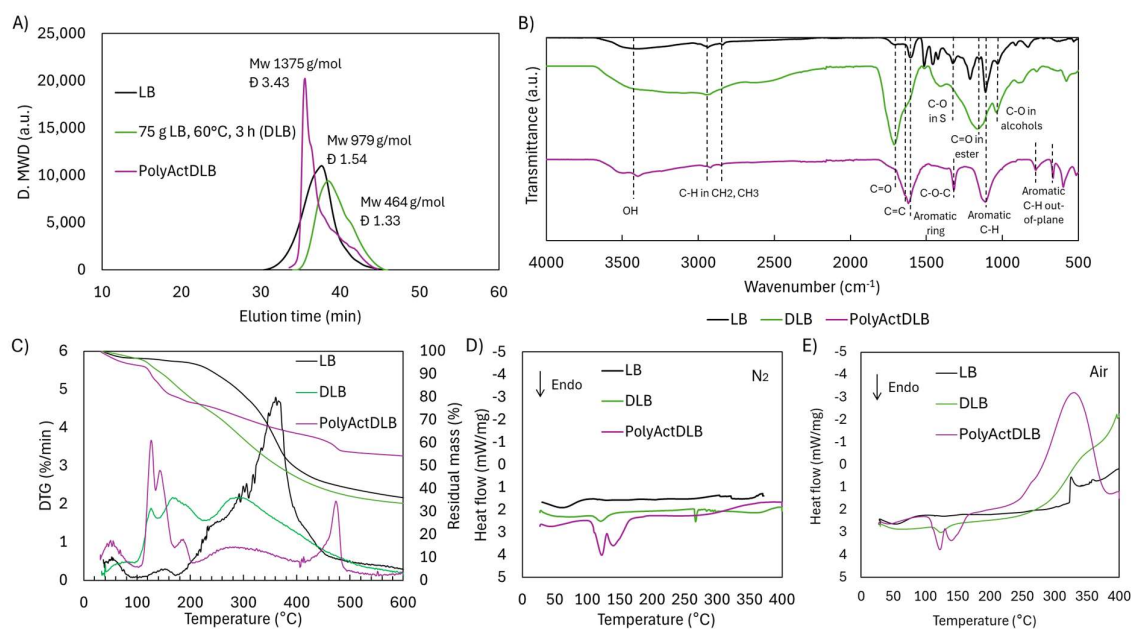 A)
25,000
20,000
15,000
10,000
5,000
0
D. MWD (a.u.)
10
20
30
40
50
60
Elution time (min)
Mw 1375 g/mol
Đ 3.43
LB
75 g LB, 60°C, 3 h (DLB)
PolyActDLB
Mw 979 g/mol
Đ 1.54
Mw 464 g/mol
Đ 1.33
B)
Transmittance (a.u.)
4000
3500
3000
2500
2000
1500
1000
500
Wavenumber (cm-1)
OH
C-H in CH2, CH3
C=O
C=C
Aromatic
ring
C-O
in S
C-O-C
C=O in
ester
Aromatic
C-H
C-O in
alcohols
Aromatic
C-H out-
of-plane
LB
DLB
PolyActDLB
C)
6
5
4
3
2
1
0
DTG (%/min )
100
90
80
70
60
50
40
30
20
10
0
Residual mass (%)
LB
DLB
PolyActDLB
0
100
200
300
400
500
600
Temperature (°C)
D)
-5
-4
-3
-2
-1
0
1
2
3
4
5
Heat flow (mW/mg)
Endo
LB
DLB
PolyActDLB
N2
0
50
100
150
200
250
300
350
400
Temperature (°C)
E)
-5
-4
-3
-2
-1
0
1
2
3
4
5
Heat flow (mW/mg)
Endo
LB
DLB
PolyActDLB
Air
0
50
100
150
200
250
300
350
400
Temperature (°C)